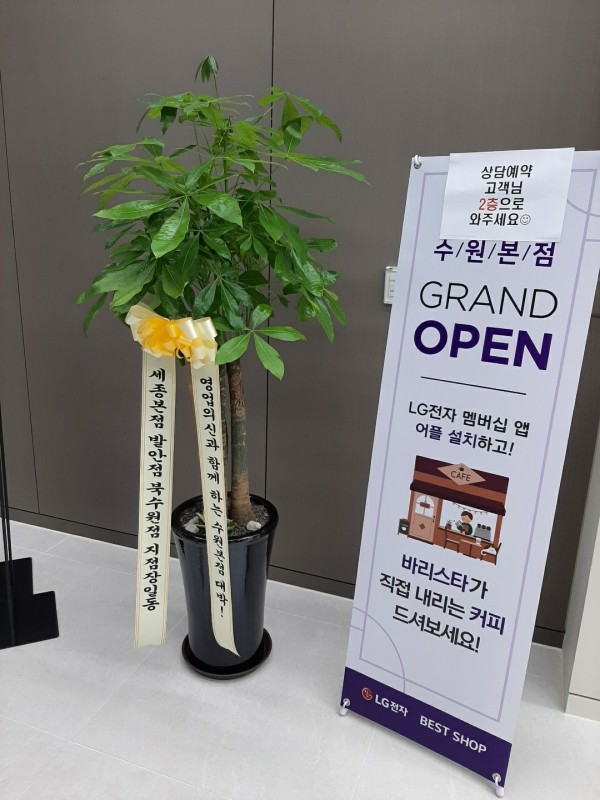 세종본점 발안점 북수원점 지점장일동
영업의신과 함께 하는 수원본점 대박!
상담예약
고객님
2층으로
와주세요☺
수/원/본/점
GRAND
OPEN
LG전자 멤버십 앱
어플 설치하고!
CAFE
바리스타가
직접 내리는 커피
드셔보세요!
LG전자 BEST SHOP